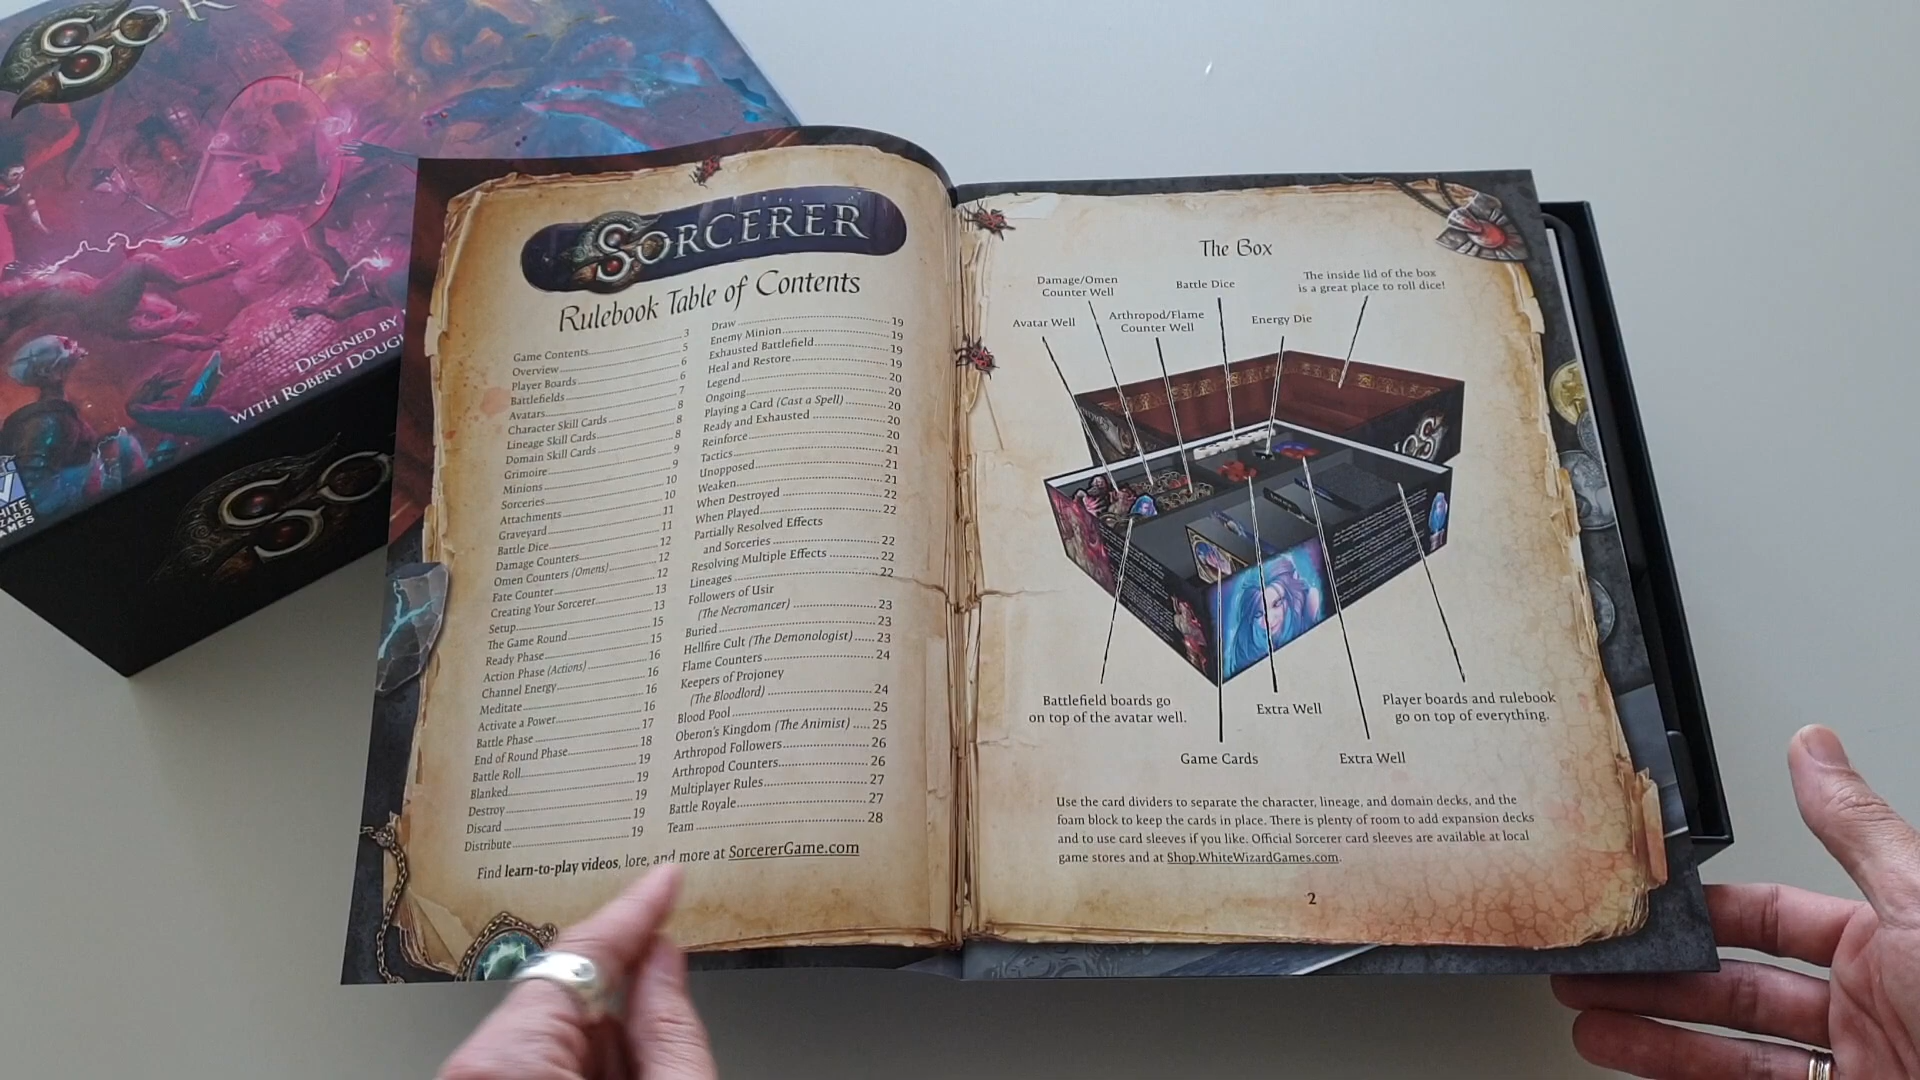 SORCERER
Rulebook Table of Contents
Game Contents 3
Overview 5
Player Boards 6
Battlefields 6
Avatars 7
Character Skill Cards 8
Lineage Skill Cards 8
Domain Skill Cards 8
Grimoire 9
Minions 9
Sorceries 10
Attachments 10
Graveyard 11
Battle Dice 11
Damage Counters 12
Omen Counters (Omens) 12
Fate Counter 12
Creating Your Sorcerer 13
Setup 13
The Game Round 15
Ready Phase 15
Action Phase (Actions) 16
Channel Energy 16
Meditate 16
Activate a Power 16
Battle Phase 17
End of Round Phase 18
Battle Roll 19
Blanked 19
Destroy 19
Discard 19
Distribute 19
Draw 19
Enemy Minion 19
Exhausted Battlefield 19
Heal and Restore 19
Legend 20
Ongoing 20
Playing a Card (Cast a Spell) 20
Ready and Exhausted 20
Reinforce 20
Tactics 21
Unopposed 21
Weaken 21
When Destroyed 22
When Played 22
Partially Resolved Effects
and Sorceries 22
Resolving Multiple Effects 22
Lineages 22
Followers of Usir
(The Necromancer) 23
Buried 23
Hellfire Cult (The Demonologist) 23
Flame Counters 24
Keepers of Projoney
(The Bloodlord) 24
Blood Pool 25
Oberon's Kingdom (The Animist) 25
Arthropod Followers 26
Arthropod Counters 26
Multiplayer Rules 27
Battle Royale 27
Team 28
Find learn-to-play videos, lore, and more at SorcererGame.com
The Box
Damage/Omen
Counter Well
Battle Dice
The inside lid of the box
is a great place to roll dice!
Avatar Well
Arthropod/Flame
Counter Well
Energy Die
Battlefield boards go
on top of the avatar well.
Extra Well
Player boards and rulebook
go on top of everything.
Game Cards
Extra Well
Use the card dividers to separate the character, lineage, and domain decks, and the
foam block to keep the cards in place. There is plenty of room to add expansion decks
and to use card sleeves if you like. Official Sorcerer card sleeves are available at local
game stores and at Shop.WhiteWizardGames.com.
2
DESIGNED BY
WITH ROBERT